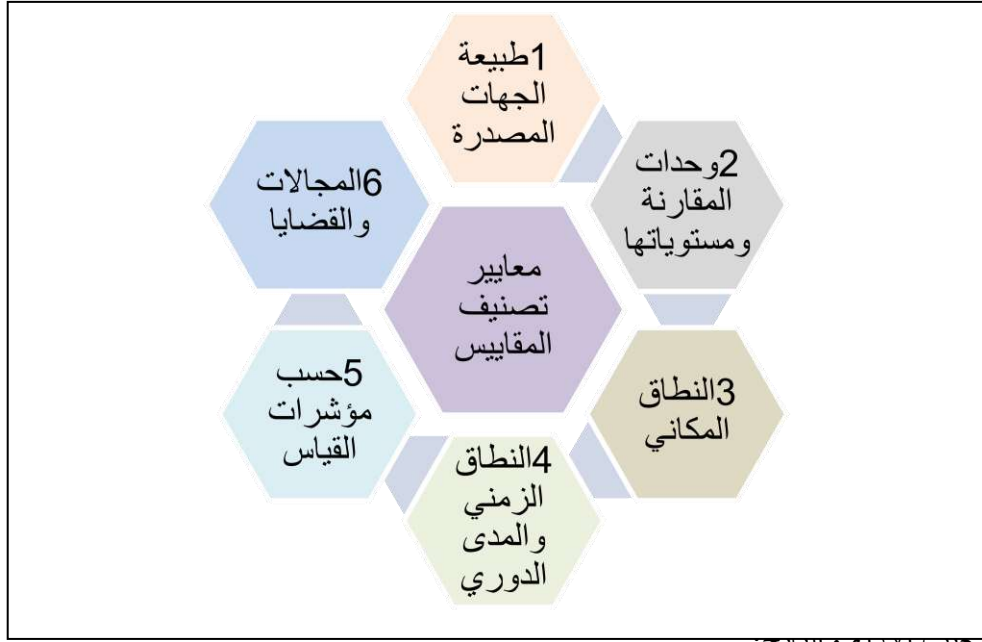 1طبيعة
الجهات
المصدرة
2وحدات
المقارنة
ومستوياتها
3النطاق
المكاني
4النطاق
الزمني
والمدى
الدوري
5حسب
مؤشرات
القياس
6المجالات
والقضايا
معايير
تصنيف
المقاييس